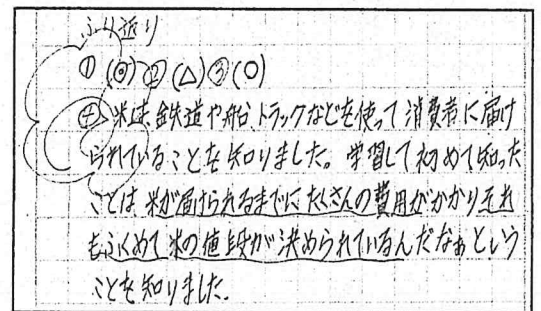 ふり返り
①(◎)②(△)③(○)
④米は、鉄道や船、トラックなどを使って消費者に届け
られていることを知りました。学習して初めて知った
ことは、米が届けられるまでにたくさんの費用がかかりそれ
もふくめて米の値段が決められているんだなぁという
ことを知りました。